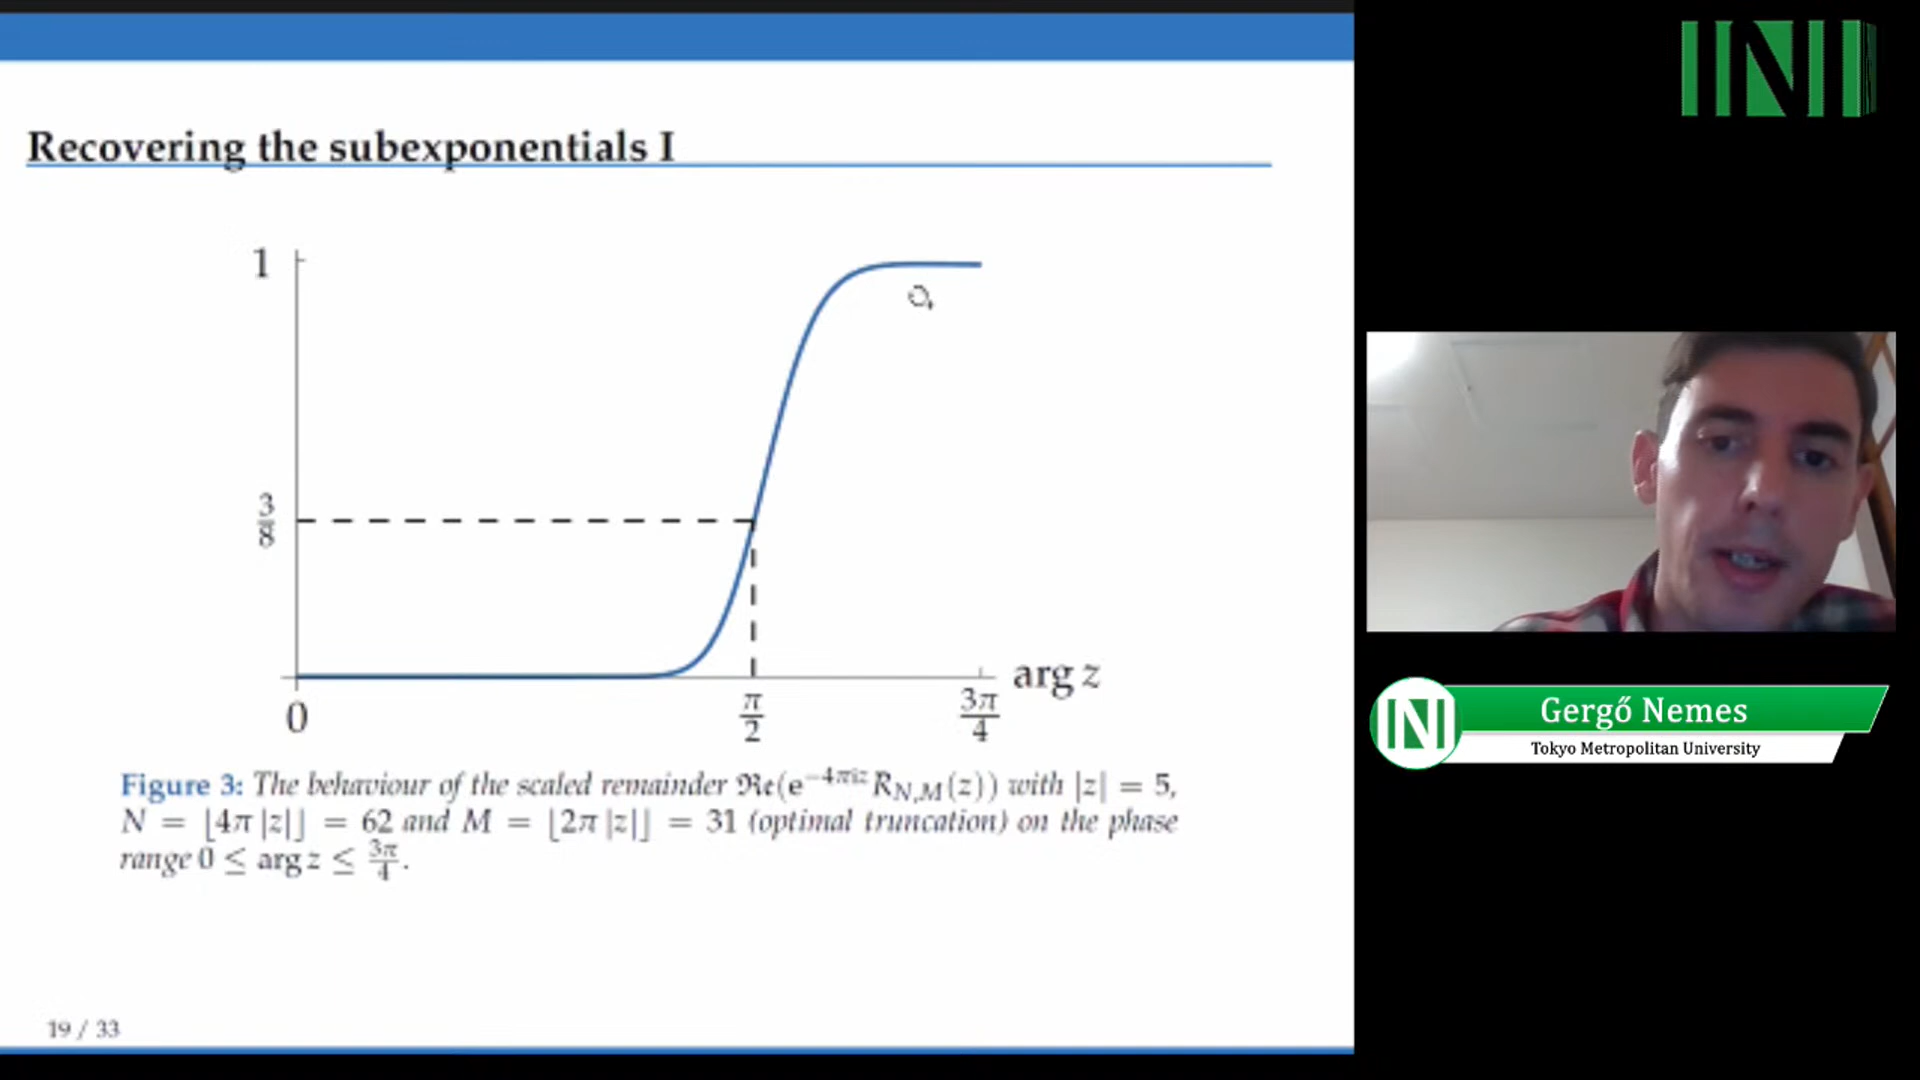 INI
Recovering the subexponentials I
1
3/8
0
π/2
3π/4
arg z
Figure 3: The behaviour of the scaled remainder ℜe(e^{−4πiz} R_{N,M}(z)) with |z| = 5,
N = ⌊4π |z|⌋ = 62 and M = ⌊2π |z|⌋ = 31 (optimal truncation) on the phase
range 0 ≤ arg z ≤ 3π/4.
19 / 33
INI
Gergő Nemes
Tokyo Metropolitan University